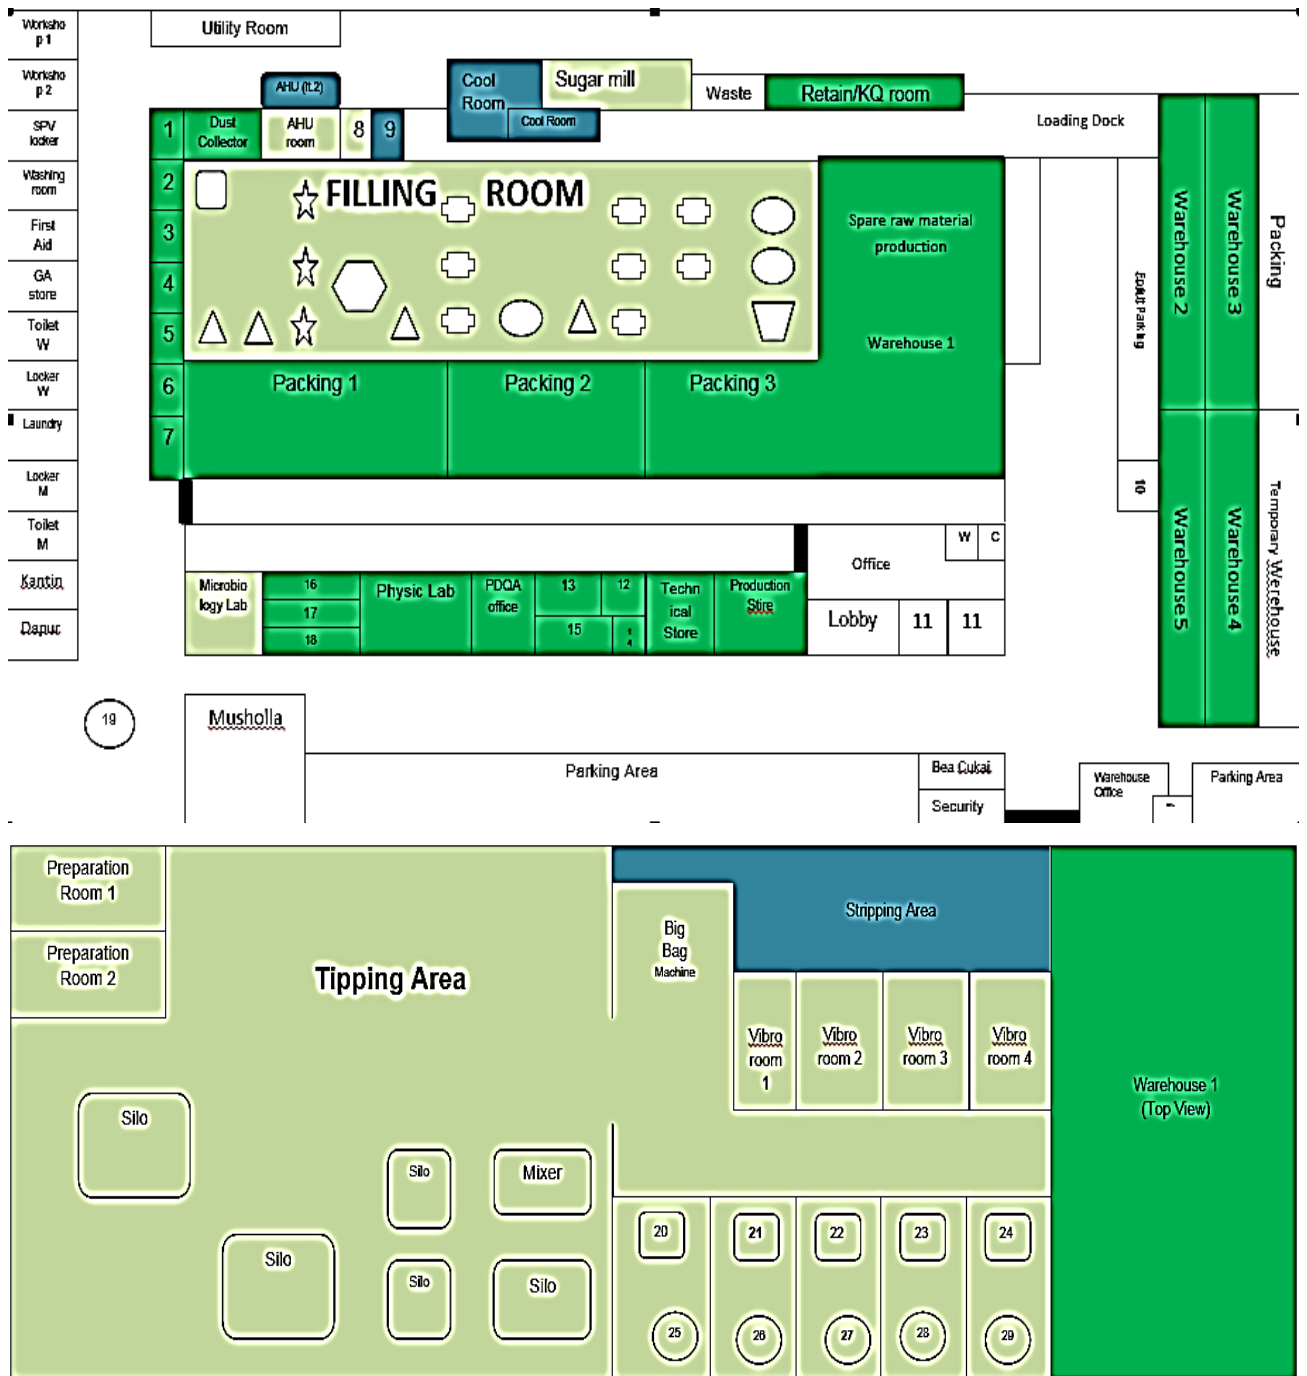 Worksho
p 1
Worksho
p 2
SPV
locker
Washing
room
First
Aid
GA
store
Toilet
W
Locker
W
Laundry
Locker
M
Toilet
M
Kantin
Dapur
Utility Room
AHU (lt.2)
Cool
Room
Sugar mill
Cool Room
Waste
Retain/KQ room
Loading Dock
1
Dust
Collector
AHU
room
8
9
2
3
4
5
6
7
FILLING ROOM
Spare raw material
production
Warehouse 1
Packing 1
Packing 2
Packing 3
Parking
10
Warehouse 2
Warehouse 3
Packing
Warehouse 5
Warehouse 4
Temporary Werehouse
Microbio
logy Lab
16
17
18
Physic Lab
PDQA
office
13
12
15
1
4
Techn
ical
Store
Production
Stire
Office
W
C
Lobby
11
11
19
Musholla
Parking Area
Bea Cukai
Security
Warehouse
Office
Parking Area
Preparation
Room 1
Preparation
Room 2
Tipping Area
Big
Bag
Machine
Stripping Area
Vibro
room
1
Vibro
room 2
Vibro
room 3
Vibro
room 4
Warehouse 1
(Top View)
Silo
Silo
Silo
Mixer
Silo
Silo
20
21
22
23
24
25
26
27
28
29